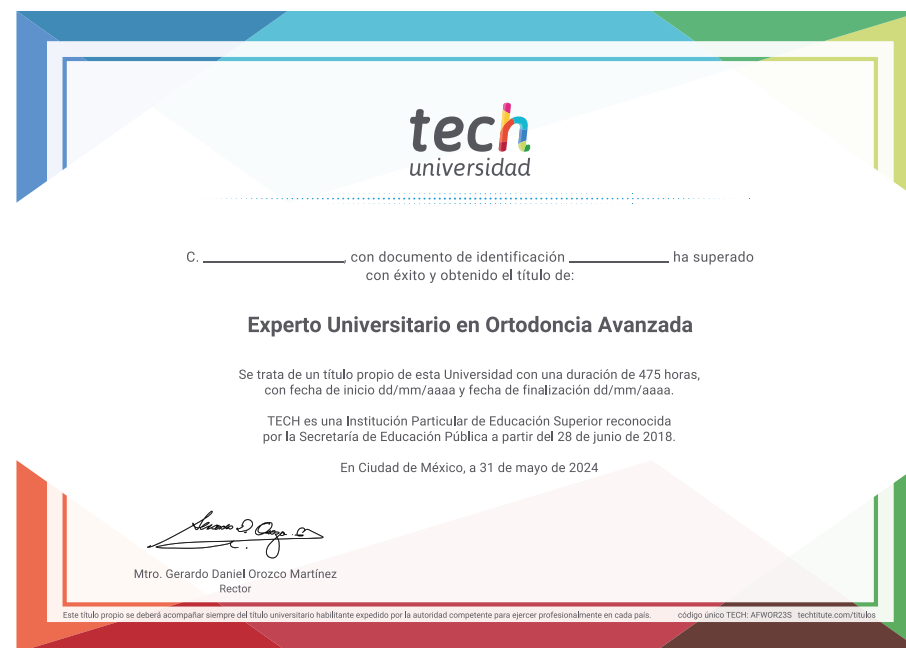 tech
universidad
C. ____________, con documento de identificación ____________ ha superado
con éxito y obtenido el título de:
Experto Universitario en Ortodoncia Avanzada
Se trata de un título propio de esta Universidad con una duración de 475 horas,
con fecha de inicio dd/mm/aaaa y fecha de finalización dd/mm/aaaa.
TECH es una Institución Particular de Educación Superior reconocida
por la Secretaría de Educación Pública a partir del 28 de junio de 2018.
En Ciudad de México, a 31 de mayo de 2024
Mtro. Gerardo Daniel Orozco Martínez
Rector
Este título propio se deberá acompañar siempre del título universitario habilitante expedido por la autoridad competente para ejercer profesionalmente en cada país. código único TECH: AFWOR23S techtitute.com/titulos